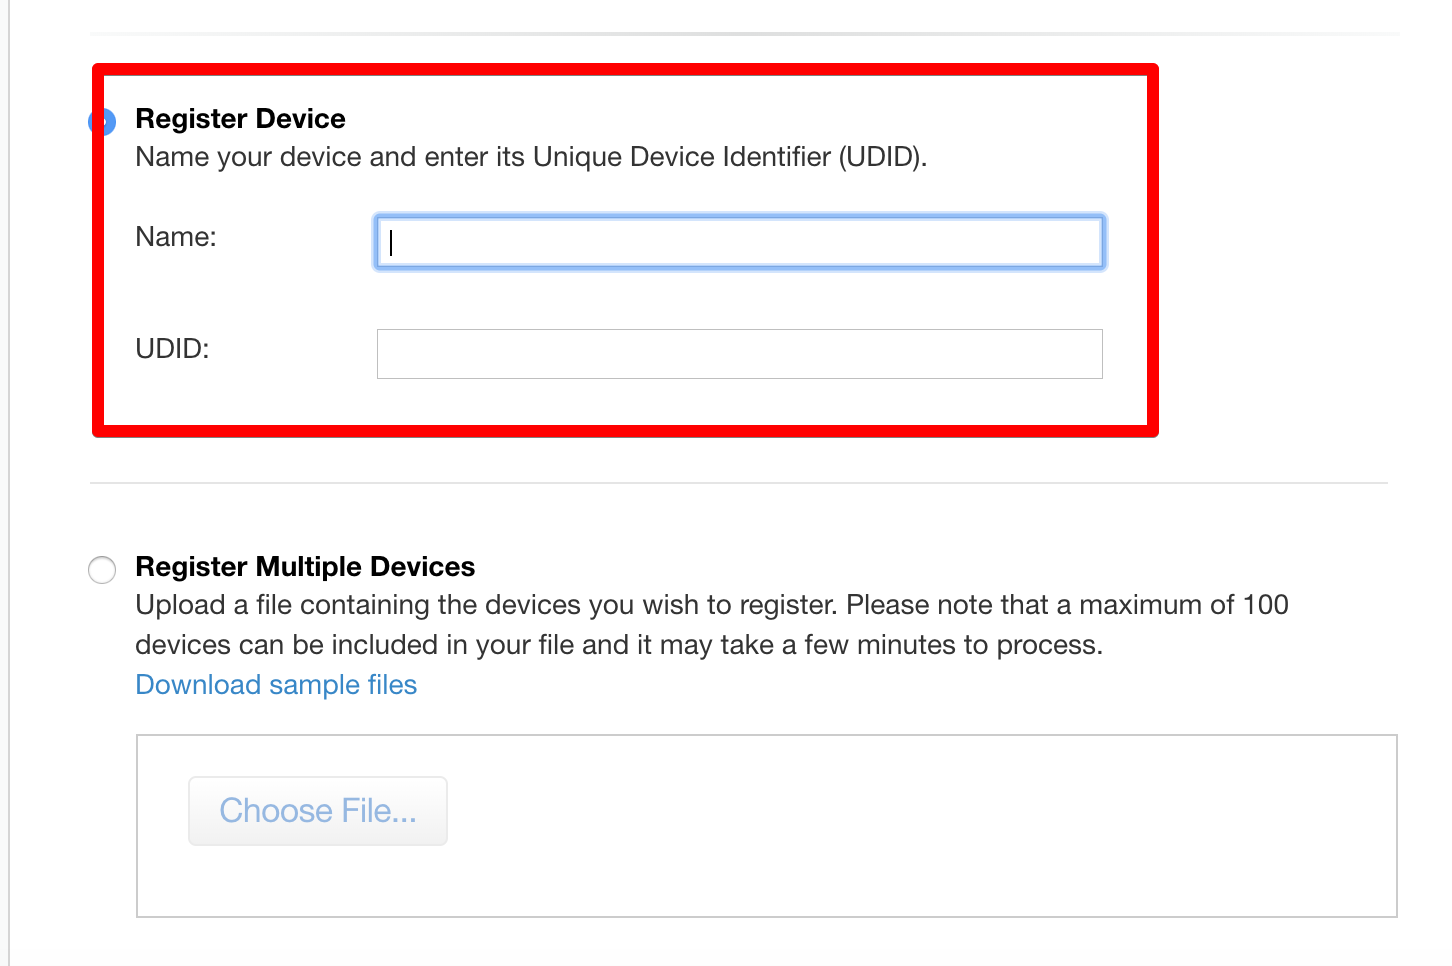 Register Device
Name your device and enter its Unique Device Identifier (UDID).
Name:
UDID:
Register Multiple Devices
Upload a file containing the devices you wish to register. Please note that a maximum of 100
devices can be included in your file and it may take a few minutes to process.
Download sample files
Choose File...